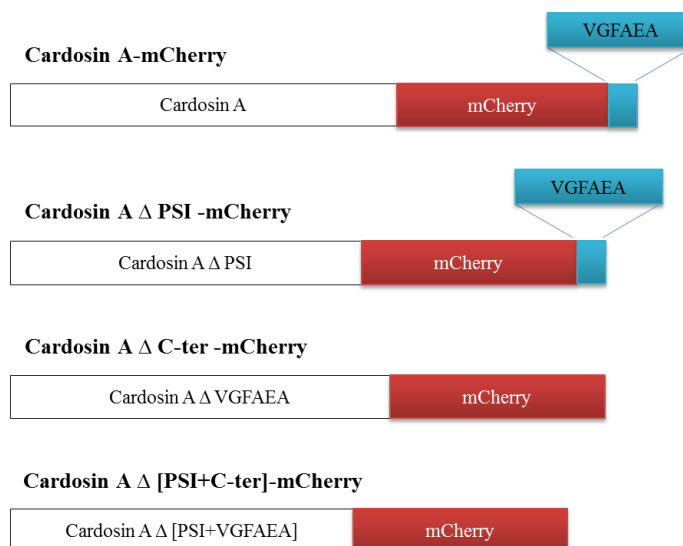 VGFAEA
Cardosin A-mCherry
Cardosin A mCherry
VGFAEA
Cardosin A Δ PSI -mCherry
Cardosin A Δ PSI mCherry
Cardosin A Δ C-ter -mCherry
Cardosin A Δ VGFAEA mCherry
Cardosin A Δ [PSI+C-ter]-mCherry
Cardosin A Δ [PSI+VGFAEA] mCherry